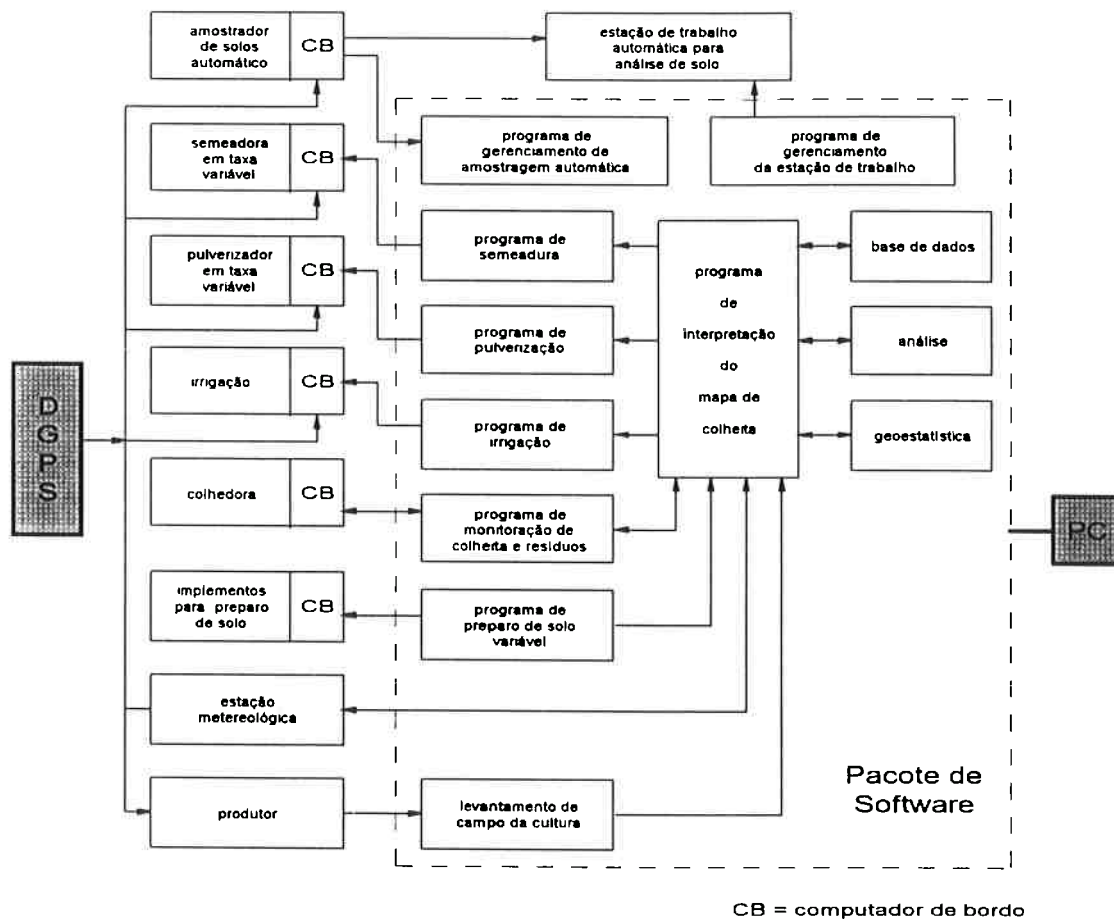 amostrador
de solos
automático
CB
estação de trabalho
automática para
análise de solo
semeadora
em taxa
variável
CB
programa de
gerenciamento de
amostragem automática
programa de
gerenciamento
da estação de trabalho
pulverizador
em taxa
variável
CB
programa de
semeadura
programa
de
interpretação
do
mapa de
colheita
base de dados
programa de
pulverização
análise
DGPS
irrigação
CB
programa de
irrigação
geoestatística
colhedora
CB
programa de
monitoração de
colheita e resíduos
PC
implementos
para preparo
de solo
CB
programa de
preparo de solo
variável
estação
metereológica
produtor
levantamento de
campo da cultura
Pacote de
Software
CB = computador de bordo